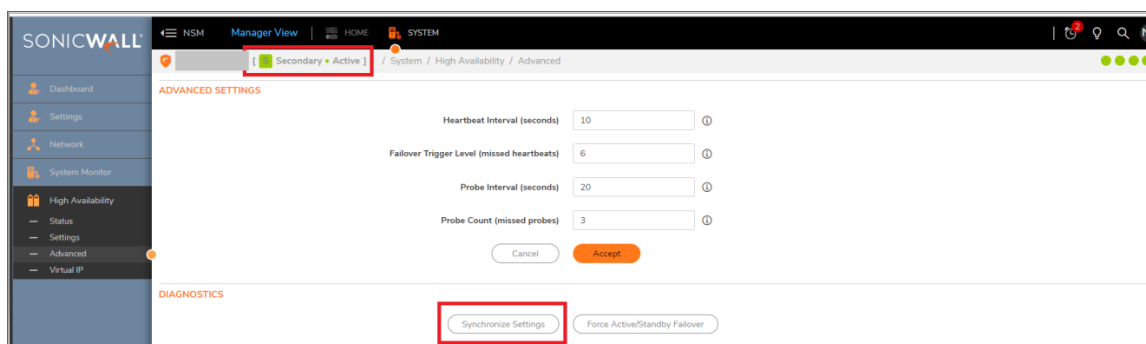 SONICWALL
NSM Manager View HOME SYSTEM
2
[ S Secondary • Active ] / System / High Availability / Advanced
Dashboard
Settings
Network
System Monitor
High Availability
Status
Settings
Advanced
Virtual IP
ADVANCED SETTINGS
Heartbeat Interval (seconds) 10
Failover Trigger Level (missed heartbeats) 6
Probe Interval (seconds) 20
Probe Count (missed probes) 3
Cancel Accept
DIAGNOSTICS
Synchronize Settings Force Active/Standby Failover